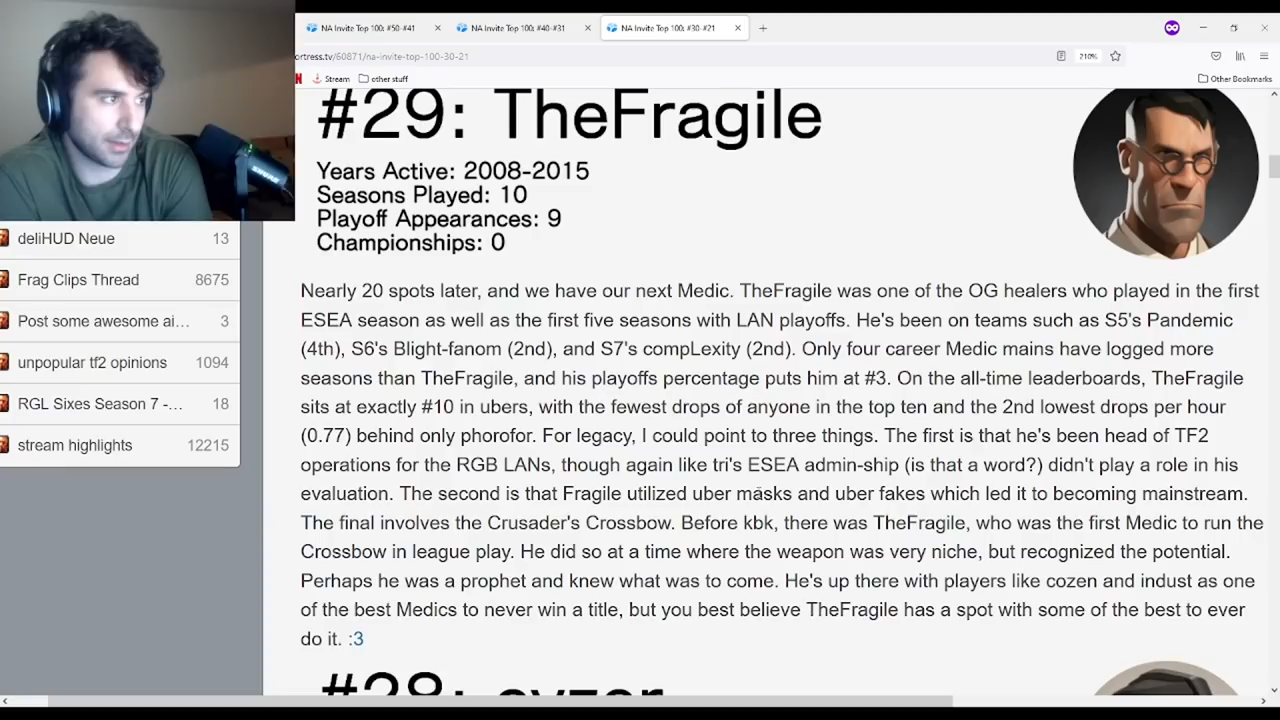 NA Invite Top 100: #50-#41
NA Invite Top 100: #40-#31
NA Invite Top 100: #30-#21
ortress.tv/60871/na-invite-top-100-30-21
210%
Stream
other stuff
Other Bookmarks
#29: TheFragile
Years Active: 2008-2015
Seasons Played: 10
Playoff Appearances: 9
Championships: 0
deliHUD Neue 13
Frag Clips Thread 8675
Post some awesome ai... 3
unpopular tf2 opinions 1094
RGL Sixes Season 7 -... 18
stream highlights 12215
Nearly 20 spots later, and we have our next Medic. TheFragile was one of the OG healers who played in the first
ESEA season as well as the first five seasons with LAN playoffs. He's been on teams such as S5's Pandemic
(4th), S6's Blight-fanom (2nd), and S7's compLexity (2nd). Only four career Medic mains have logged more
seasons than TheFragile, and his playoffs percentage puts him at #3. On the all-time leaderboards, TheFragile
sits at exactly #10 in ubers, with the fewest drops of anyone in the top ten and the 2nd lowest drops per hour
(0.77) behind only phorofor. For legacy, I could point to three things. The first is that he's been head of TF2
operations for the RGB LANs, though again like tri's ESEA admin-ship (is that a word?) didn't play a role in his
evaluation. The second is that Fragile utilized uber masks and uber fakes which led it to becoming mainstream.
The final involves the Crusader's Crossbow. Before kbk, there was TheFragile, who was the first Medic to run the
Crossbow in league play. He did so at a time where the weapon was very niche, but recognized the potential.
Perhaps he was a prophet and knew what was to come. He's up there with players like cozen and indust as one
of the best Medics to never win a title, but you best believe TheFragile has a spot with some of the best to ever
do it. :3